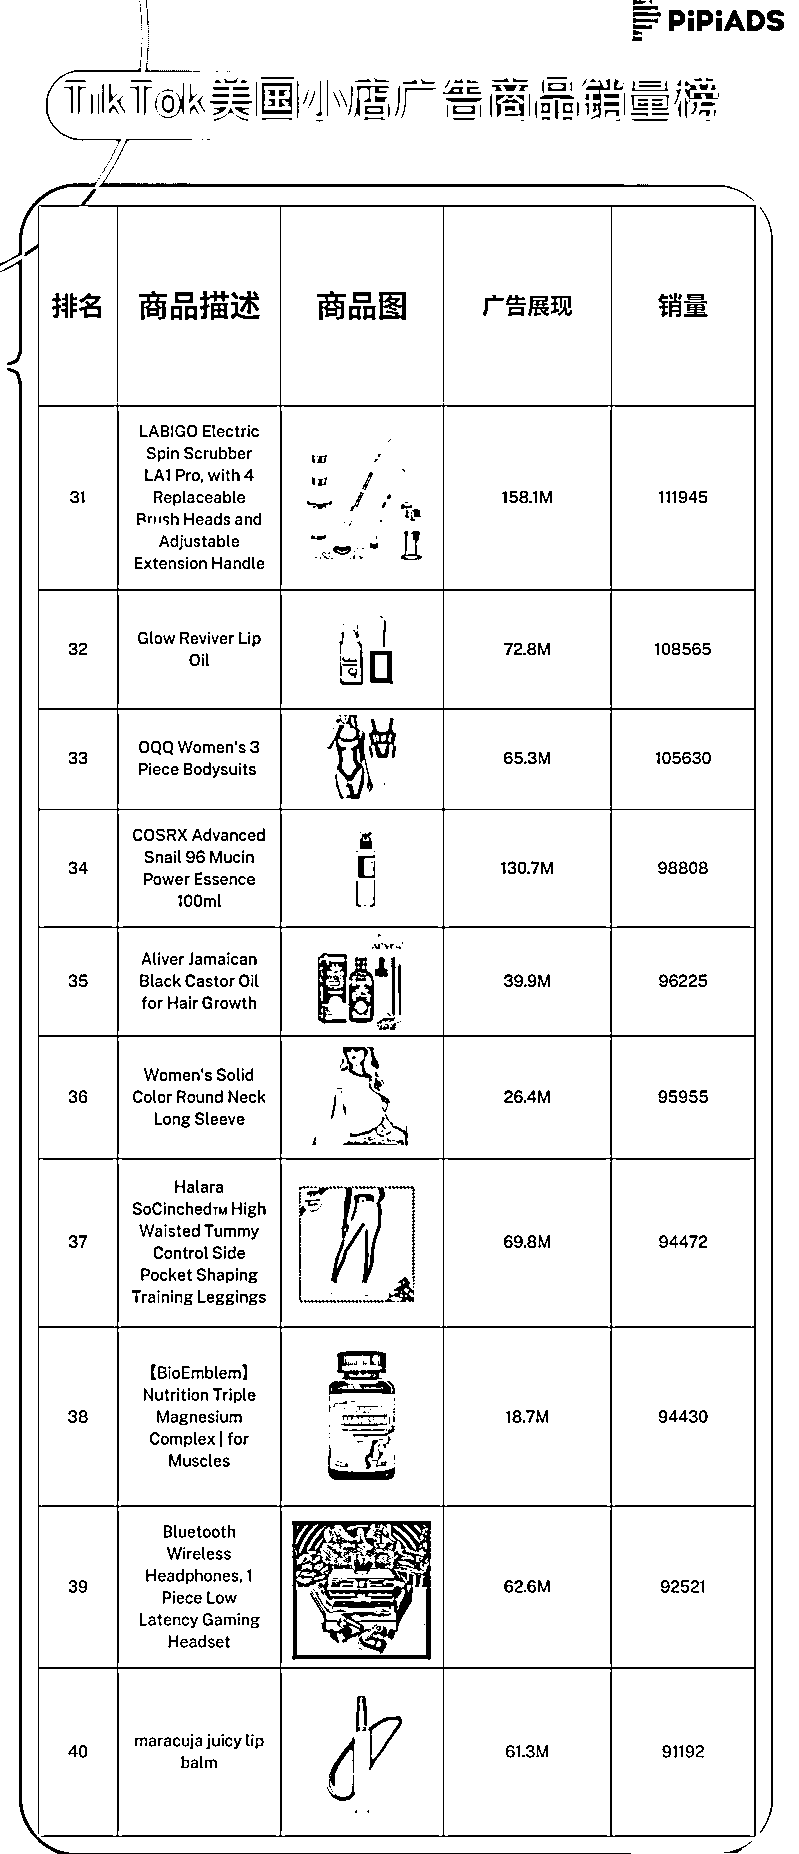 PiPiADS
TikTok美国小店广告商品销量榜
排名
商品描述
商品图
广告展现
销量
31
LABIGO Electric
Spin Scrubber
LA1 Pro, with 4
Replaceable
Brush Heads and
Adjustable
Extension Handle
158.1M
111945
32
Glow Reviver Lip
Oil
elf
72.8M
108565
33
OQQ Women's 3
Piece Bodysuits
65.3M
105630
34
COSRX Advanced
Snail 96 Mucin
Power Essence
100ml
130.7M
98808
35
Aliver Jamaican
Black Castor Oil
for Hair Growth
39.9M
96225
36
Women's Solid
Color Round Neck
Long Sleeve
26.4M
95955
37
Halara
SoCinched™ High
Waisted Tummy
Control Side
Pocket Shaping
Training Leggings
69.8M
94472
38
【BioEmblem】
Nutrition Triple
Magnesium
Complex | for
Muscles
18.7M
94430
39
Bluetooth
Wireless
Headphones, 1
Piece Low
Latency Gaming
Headset
62.6M
92521
40
maracuja juicy lip
balm
61.3M
91192